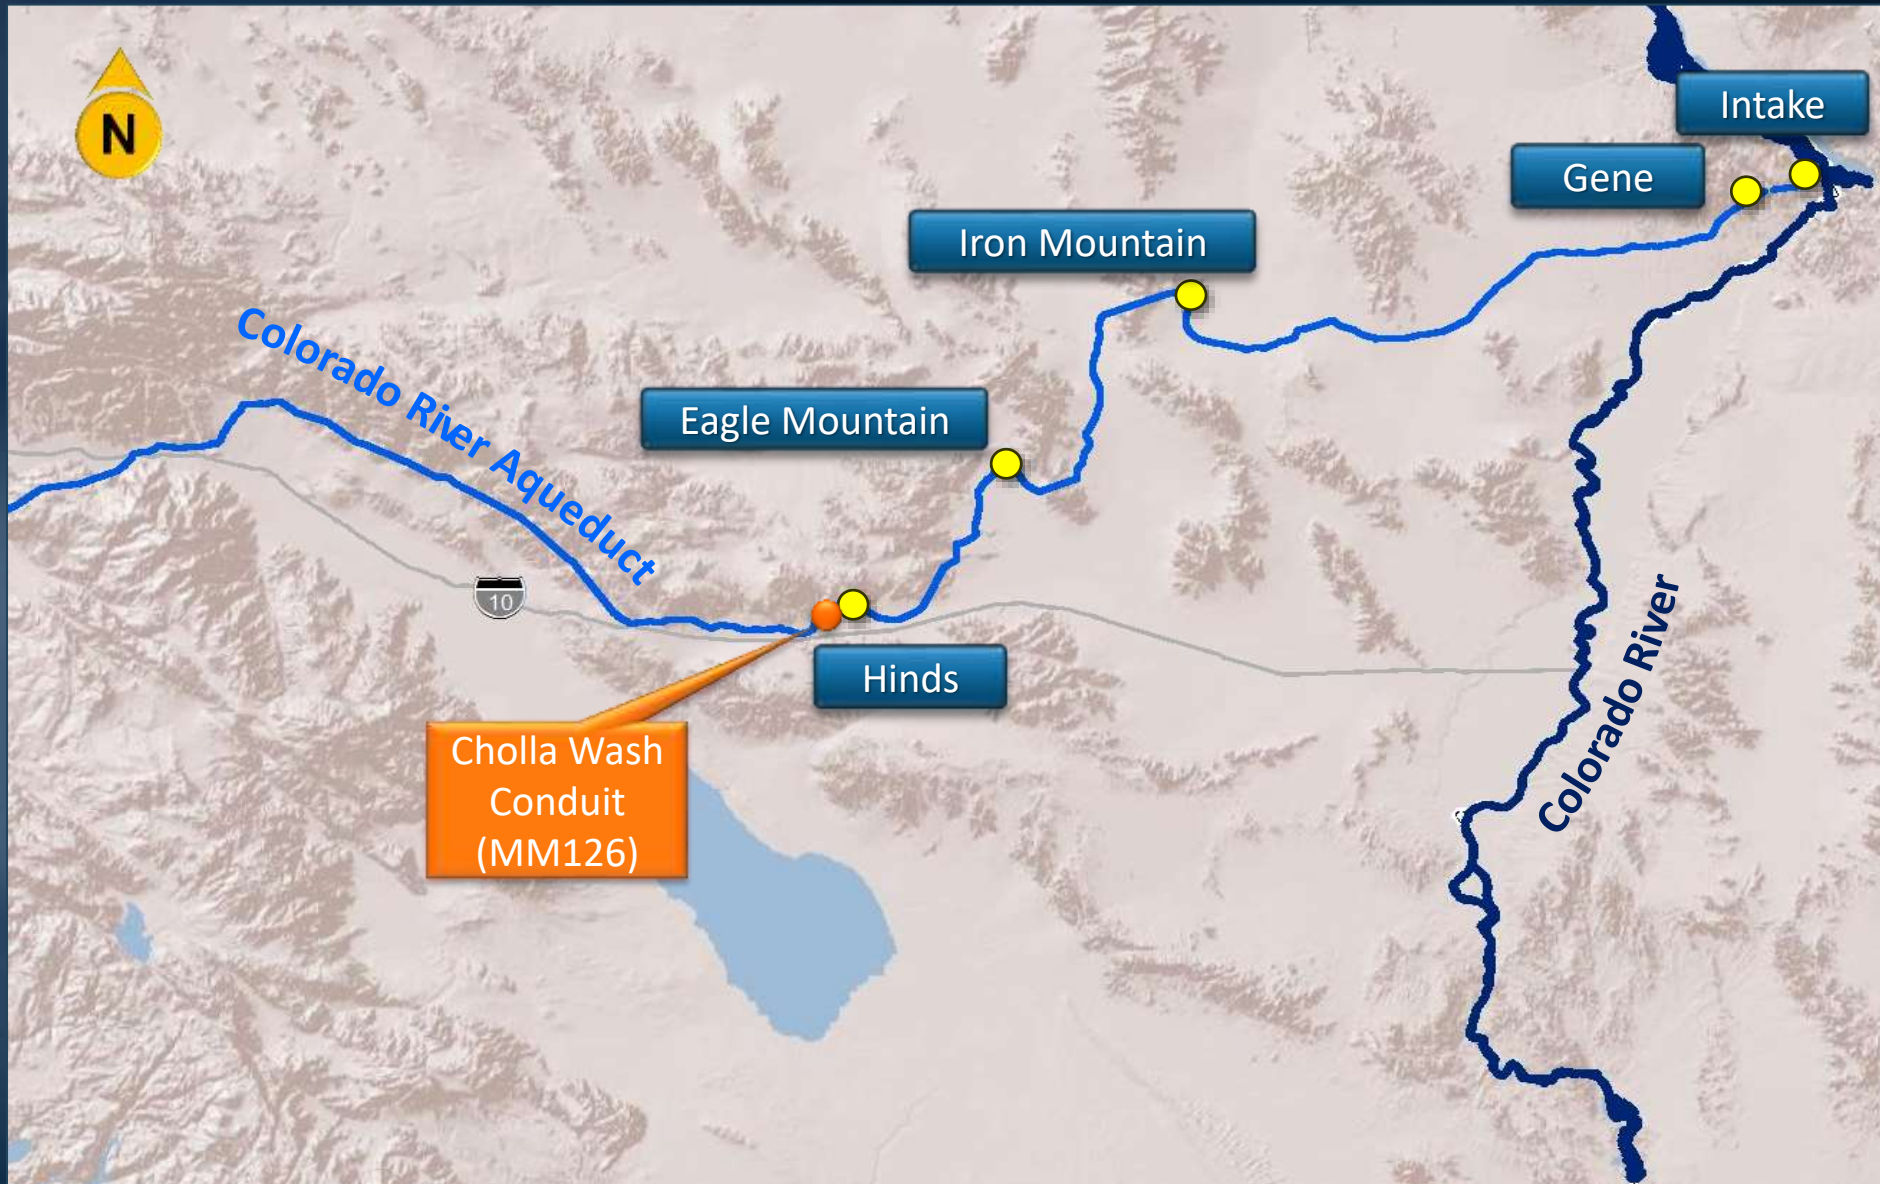 N
Intake
Gene
Iron Mountain
Colorado River Aqueduct
Eagle Mountain
10
Hinds
Colorado River
Cholla Wash
Conduit
(MM126)